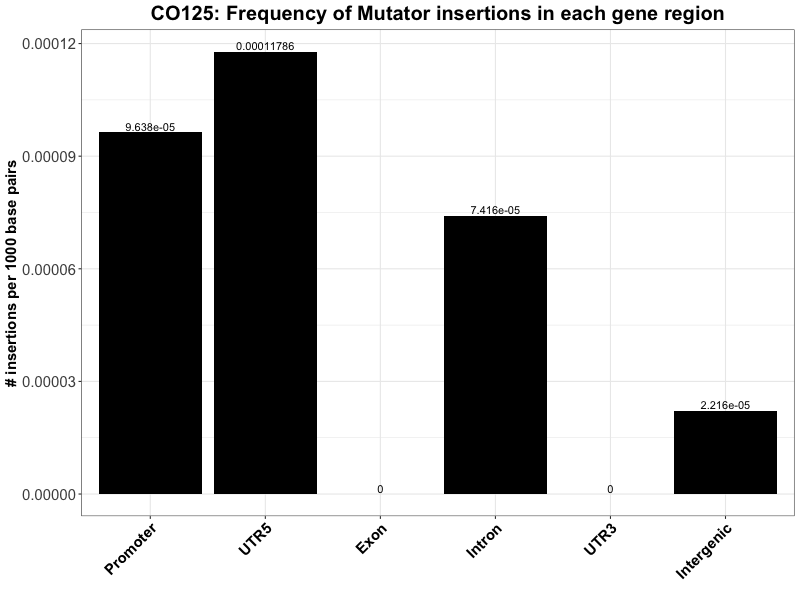 CO125: Frequency of Mutator insertions in each gene region
# insertions per 1000 base pairs
0.00012
0.00009
0.00006
0.00003
0.00000
9.638e-05
0.00011786
0
7.416e-05
0
2.216e-05
Promoter
UTR5
Exon
Intron
UTR3
Intergenic